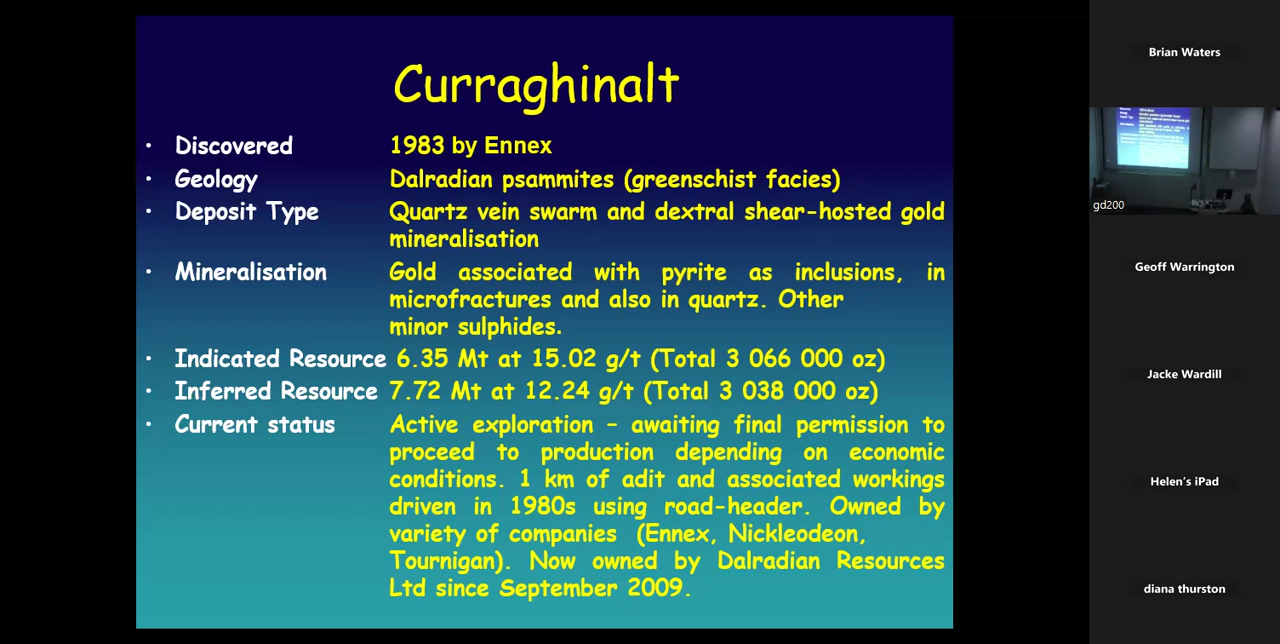 Curraghinalt
• Discovered 1983 by Ennex
• Geology Dalradian psammites (greenschist facies)
• Deposit Type Quartz vein swarm and dextral shear-hosted gold
mineralisation
• Mineralisation Gold associated with pyrite as inclusions, in
microfractures and also in quartz. Other
minor sulphides.
• Indicated Resource 6.35 Mt at 15.02 g/t (Total 3 066 000 oz)
• Inferred Resource 7.72 Mt at 12.24 g/t (Total 3 038 000 oz)
• Current status Active exploration – awaiting final permission to
proceed to production depending on economic
conditions. 1 km of adit and associated workings
driven in 1980s using road-header. Owned by
variety of companies (Ennex, Nickleodeon,
Tournigan). Now owned by Dalradian Resources
Ltd since September 2009.
Brian Waters
gd200
Geoff Warrington
Jacke Wardill
Helen's iPad
diana thurston